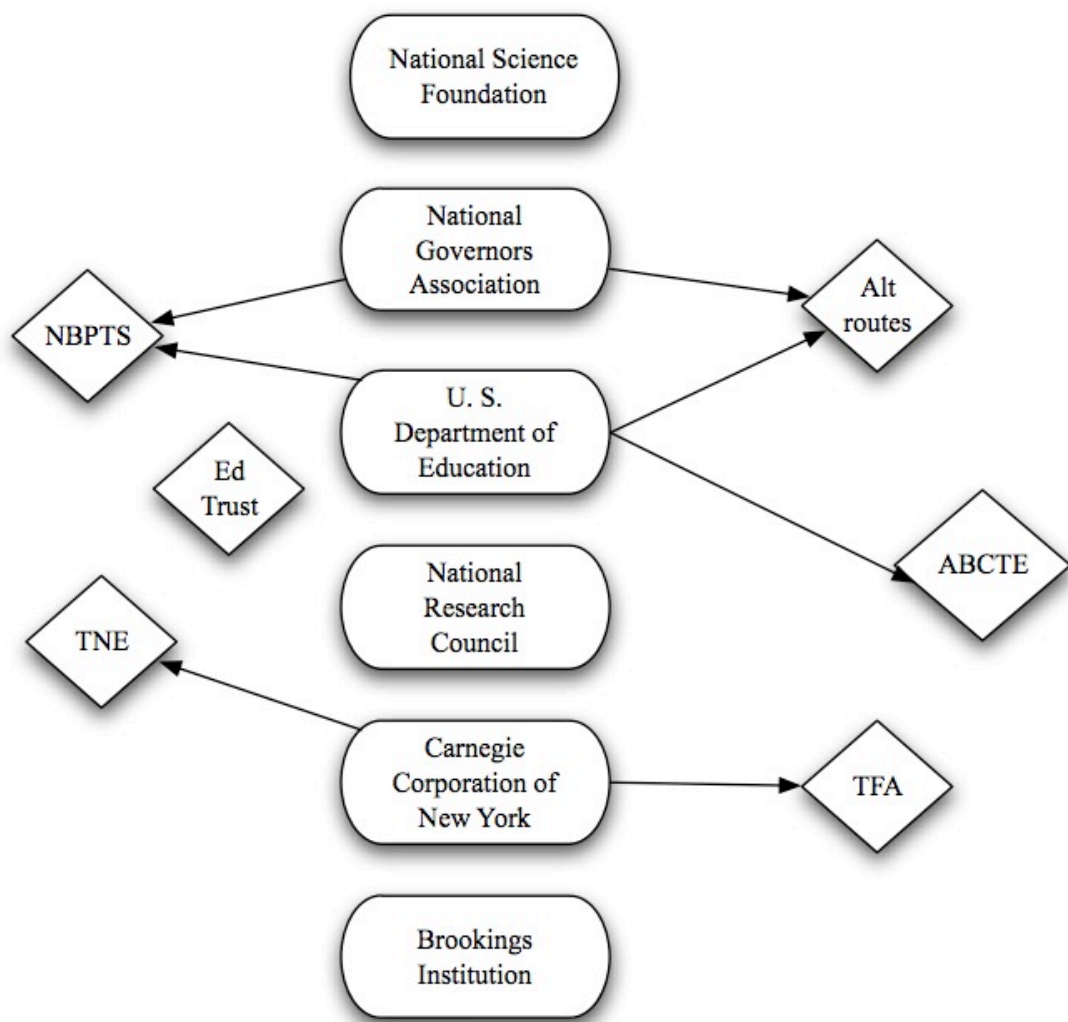 National Science
Foundation
National
Governors
Association
Alt
routes
NBPTS
U. S.
Department of
Education
Ed
Trust
National
Research
Council
ABCTE
TNE
Carnegie
Corporation of
New York
TFA
Brookings
Institution